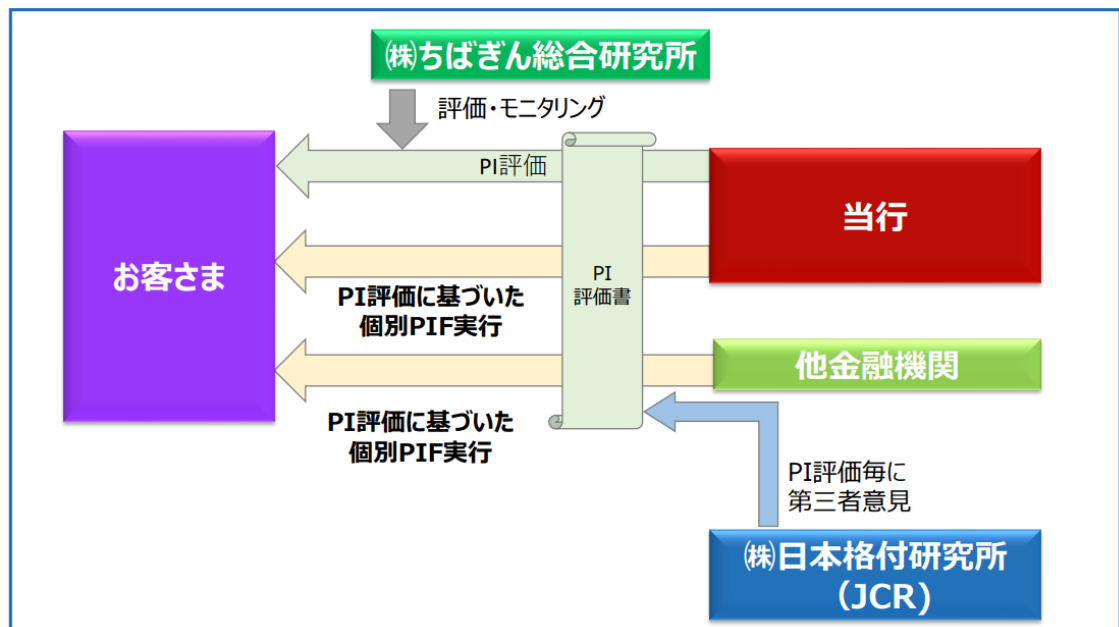 ㈱ちばぎん総合研究所
評価・モニタリング
PI評価
当行
お客さま
PI
評価書
PI評価に基づいた
個別PIF実行
他金融機関
PI評価に基づいた
個別PIF実行
PI評価毎に
第三者意見
㈱日本格付研究所
（JCR）